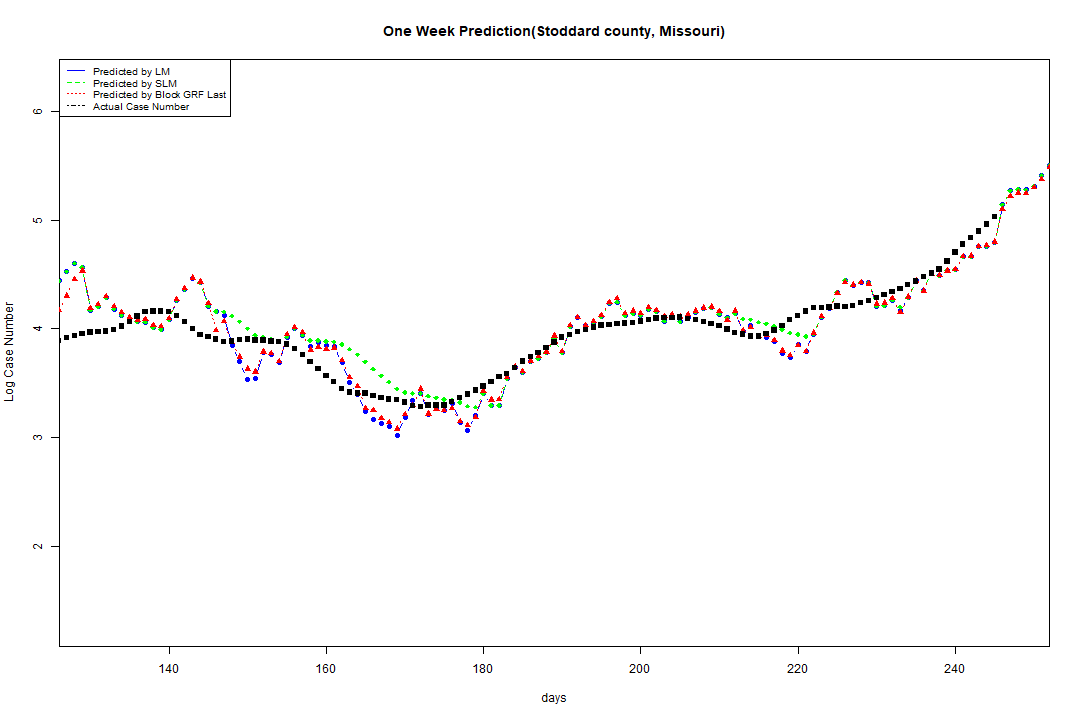 One Week Prediction(Stoddard county, Missouri)
Predicted by LM
Predicted by SLM
Predicted by Block GRF Last
Actual Case Number
Log Case Number
6
5
4
3
2
140 160 180 200 220 240
days